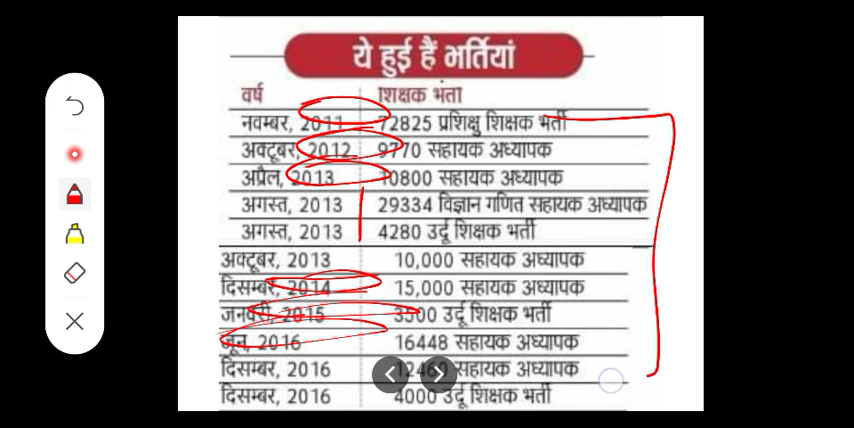 ये हुई हैं भर्तियां
वर्ष शिक्षक भर्ती
नवम्बर, 2011 72825 प्रशिक्षु शिक्षक भर्ती
अक्टूबर, 2012 9770 सहायक अध्यापक
अप्रैल, 2013 10800 सहायक अध्यापक
अगस्त, 2013 29334 विज्ञान गणित सहायक अध्यापक
अगस्त, 2013 4280 उर्दू शिक्षक भर्ती
अक्टूबर, 2013 10,000 सहायक अध्यापक
दिसम्बर, 2014 15,000 सहायक अध्यापक
जनवरी, 2015 3500 उर्दू शिक्षक भर्ती
जून, 2016 16448 सहायक अध्यापक
दिसम्बर, 2016 12460 सहायक अध्यापक
दिसम्बर, 2016 4000 उर्दू शिक्षक भर्ती